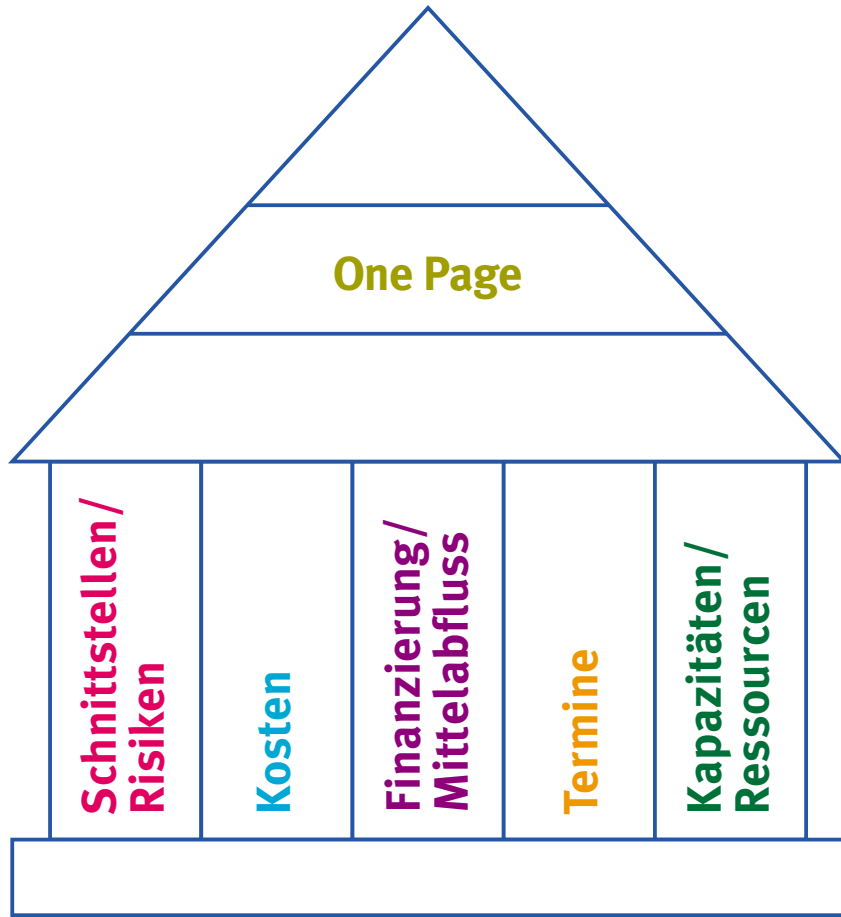 One Page
Schnittstellen/
Risiken
Kosten
Finanzierung/
Mittelabfluss
Termine
Kapazitäten/
Ressourcen